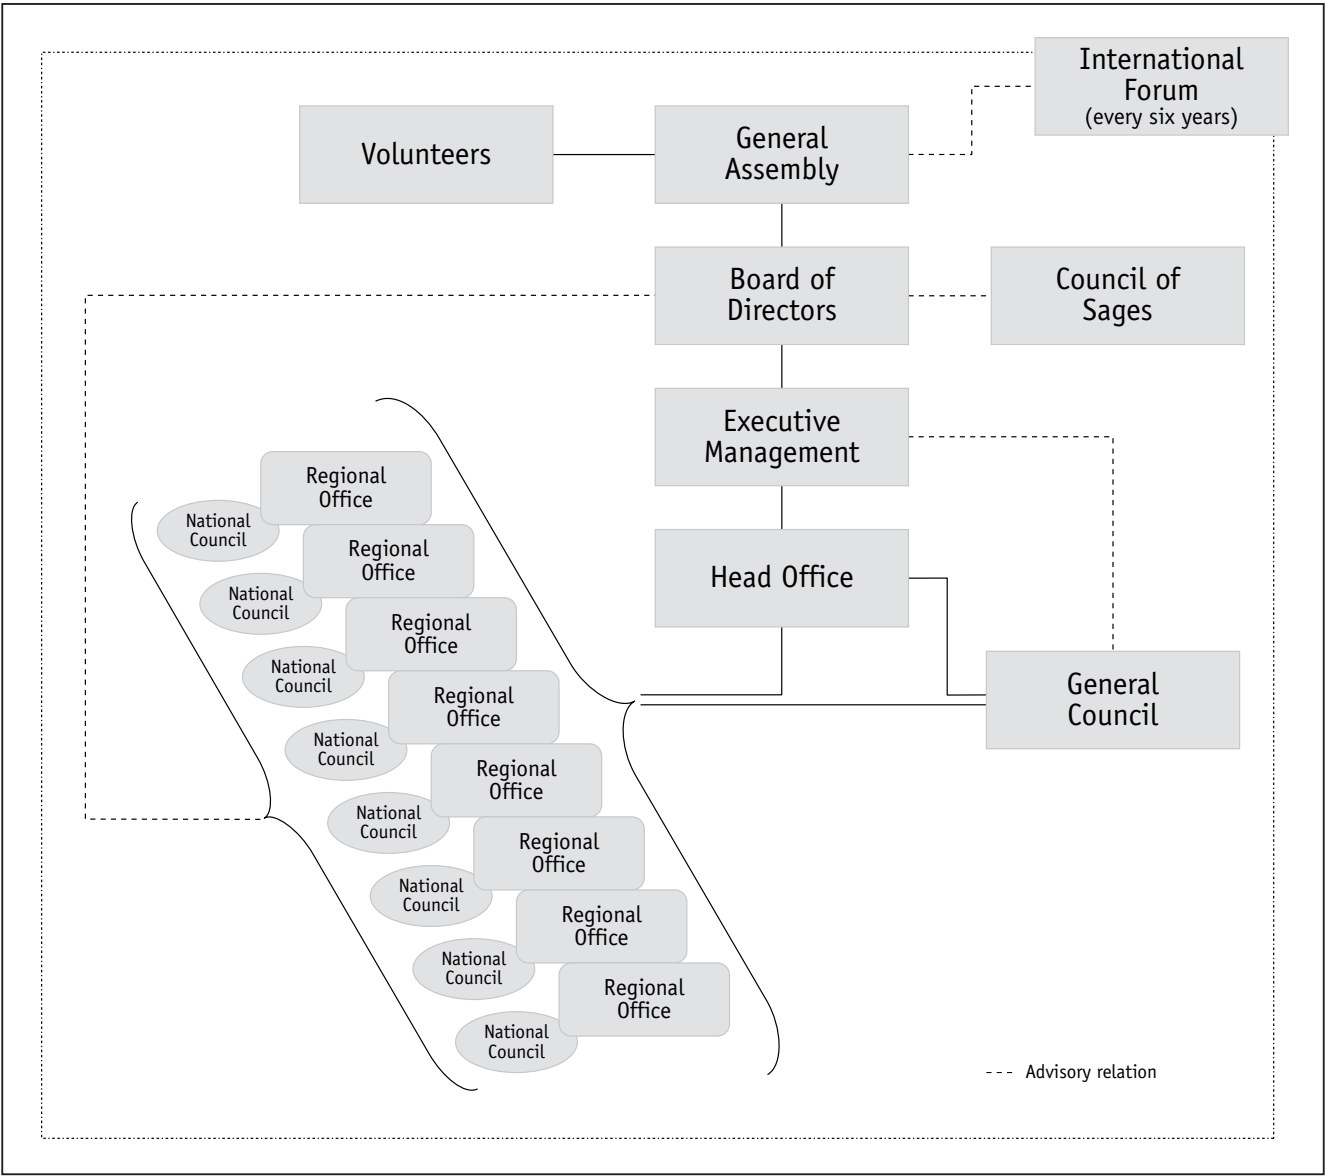 International
Forum
(every six years)
Volunteers
General
Assembly
Board of
Directors
Council of
Sages
Executive
Management
Head Office
General
Council
Regional
Office
National
Council
Regional
Office
National
Council
Regional
Office
National
Council
Regional
Office
National
Council
Regional
Office
National
Council
Regional
Office
National
Council
Regional
Office
National
Council
Regional
Office
National
Council
Advisory relation